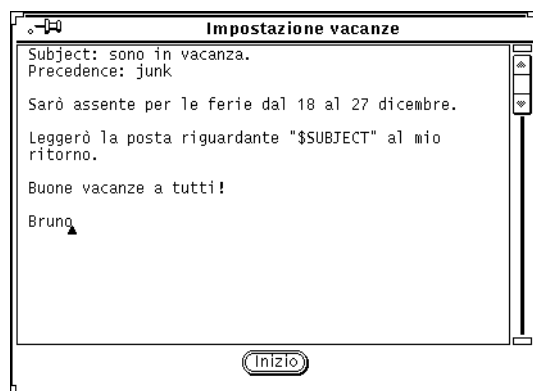 Impostazione vacanze
Subject: sono in vacanza.
Precedence: junk
Sarò assente per le ferie dal 18 al 27 dicembre.
Leggerò la posta riguardante "$SUBJECT" al mio
ritorno.
Buone vacanze a tutti!
Bruno
Inizio